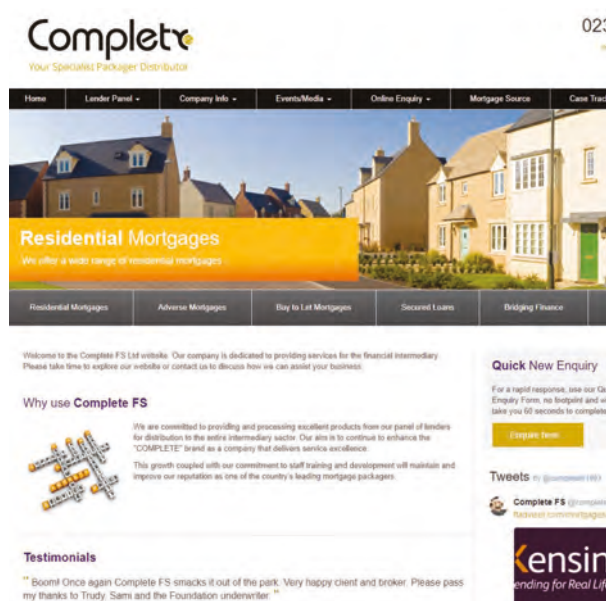 Complete
Your Specialist Packager Distributor
023
Home
Lender Panel
Company Info
Events/Media
Online Enquiry
Mortgage Source
Case Trac
Residential Mortgages
We offer a wide range of residential mortgages
Residential Mortgages
Adverse Mortgages
Buy to Let Mortgages
Secured Loans
Bridging Finance
Welcome to the Complete FS Ltd website. Our company is dedicated to providing services for the financial intermediary.
Please take time to explore our website or contact us to discuss how we can assist your business.
Why use Complete FS
We are committed to providing and processing excellent products from our panel of lenders
for distribution to the entire intermediary sector. Our aim is to continue to enhance the
"COMPLETE" brand as a company that delivers service excellence.
This growth coupled with our commitment to staff training and development will maintain and
improve our reputation as one of the country's leading mortgage packagers.
Testimonials
" Boom! Once again Complete FS smacks it out of the park. Very happy client and broker. Please pass
my thanks to Trudy, Sami and the Foundation underwriter. "
Quick New Enquiry
For a rapid response, use our Qu
Enquiry Form, no footprint and wi
take you 60 seconds to complete
Enquire here
Tweets by
Complete FS
Kensin
ending for Real Lif